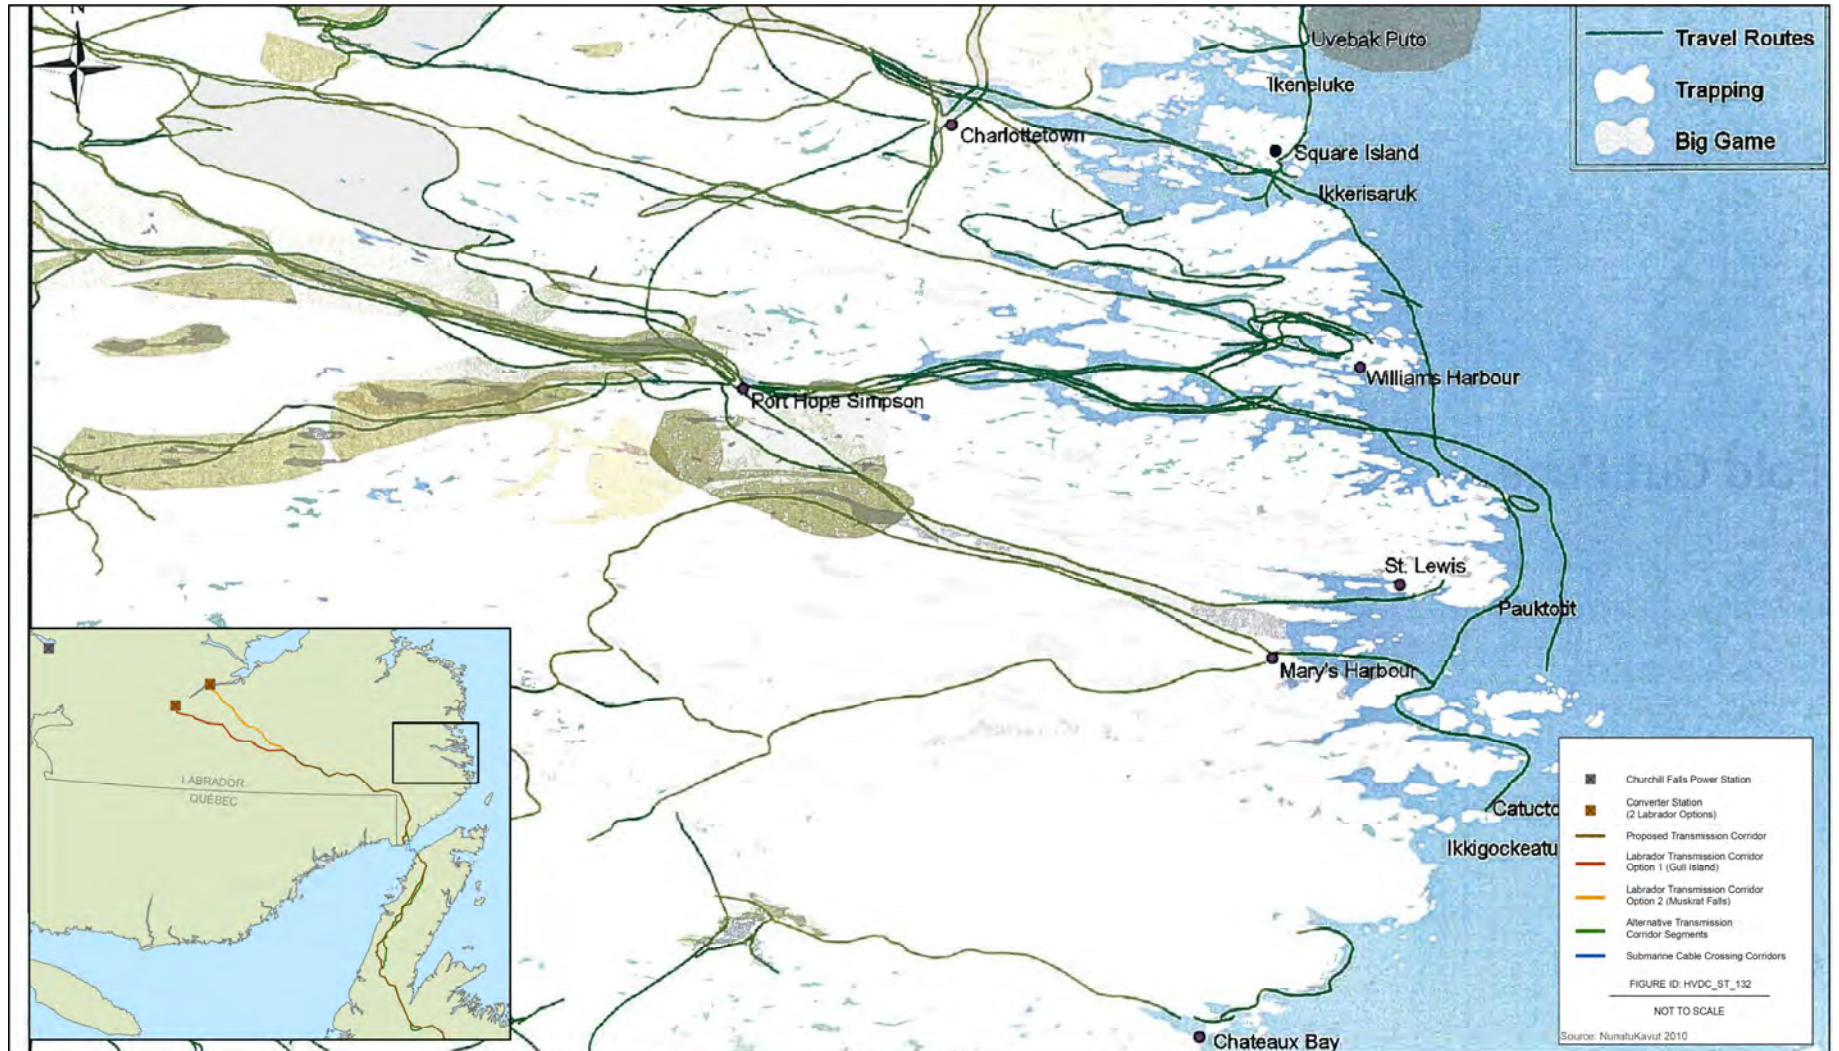 N
Uvebak Puto
Ikeneluke
Charlottetown
Square Island
Ikkerisaruk
Travel Routes
Trapping
Big Game
Williams Harbour
Port Hope Simpson
St. Lewis
Pauktotit
Mary's Harbour
Catucto
Ikkigockeatu
Chateaux Bay
LABRADOR
QUÉBEC
Churchill Falls Power Station
Converter Station
(2 Labrador Options)
Proposed Transmission Corridor
Labrador Transmission Corridor
Option 1 (Gull Island)
Labrador Transmission Corridor
Option 2 (Muskrat Falls)
Alternative Transmission
Corridor Segments
Submarine Cable Crossing Corridors
FIGURE ID: HVDC_ST_132
NOT TO SCALE
Source: NunatuKavut 2010